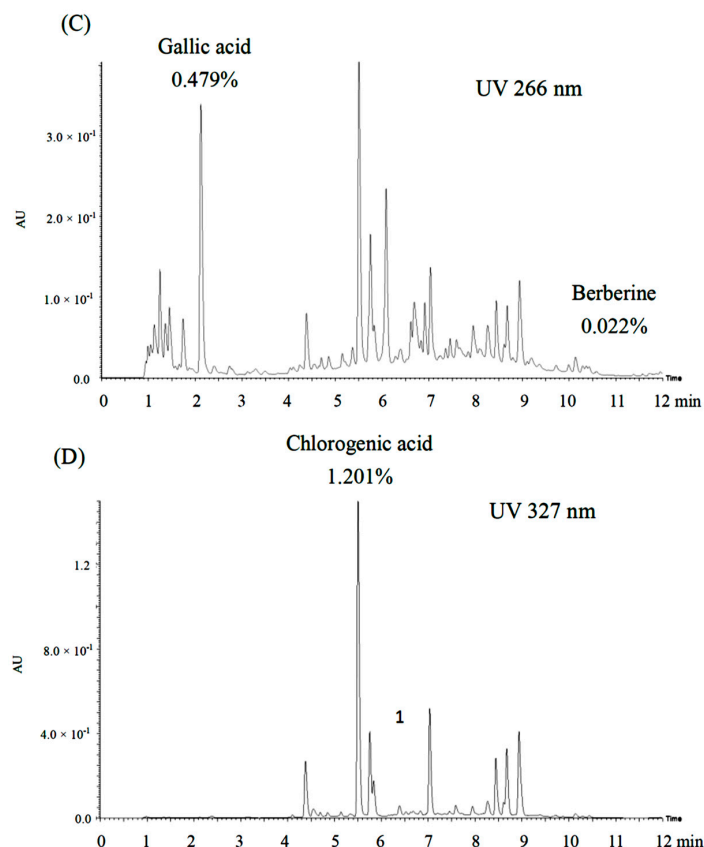 (C)
Gallic acid
0.479%
UV 266 nm
3.0 × 10⁻¹
2.0 × 10⁻¹
AU
1.0 × 10⁻¹
Berberine
0.022%
0.0
0 1 2 3 4 5 6 7 8 9 10 11 12 min
Time
(D)
Chlorogenic acid
1.201%
UV 327 nm
1.2
8.0 × 10⁻¹
AU
4.0 × 10⁻¹
1
0.0
0 1 2 3 4 5 6 7 8 9 10 11 12 min
Time